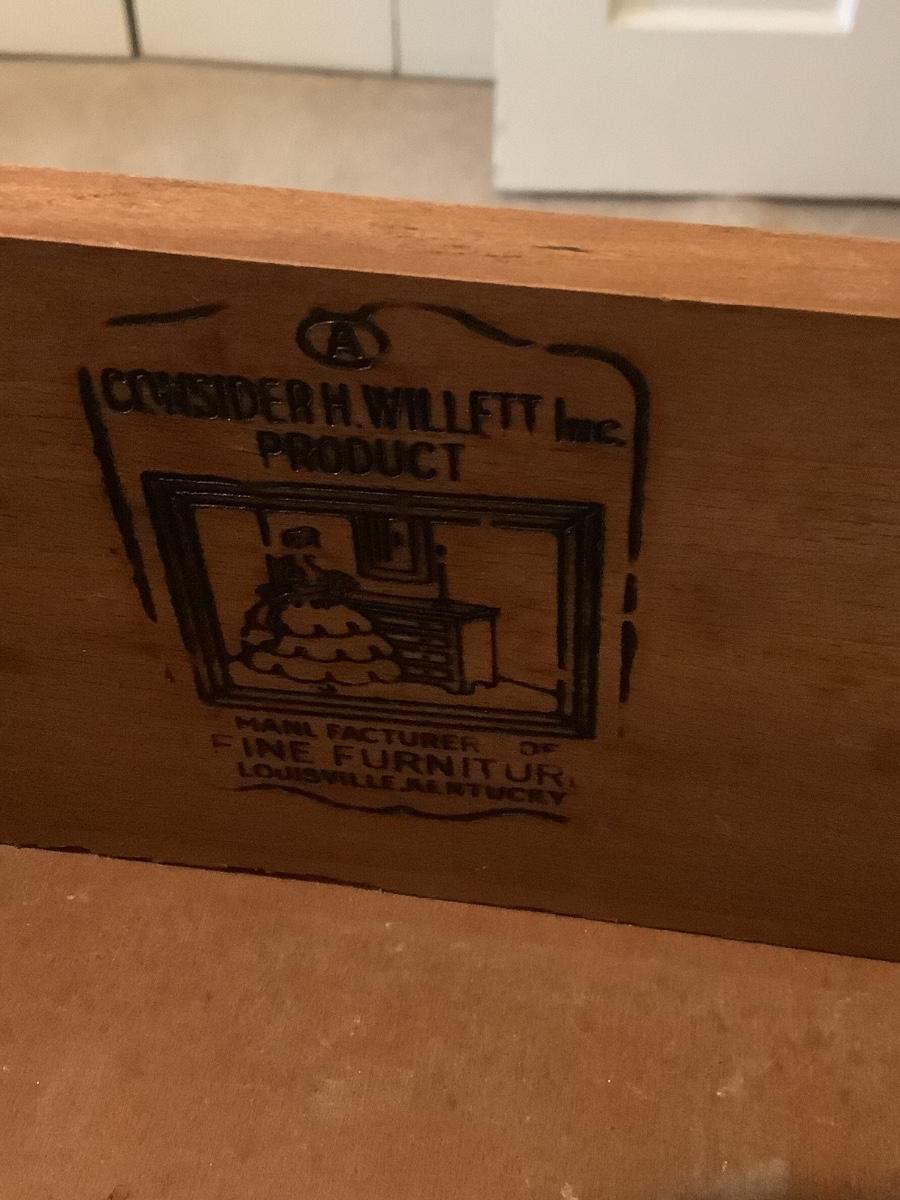 A
CONSIDER H. WILLETT Inc.
PRODUCT
MANUFACTURER OF
FINE FURNITURE
LOUISVILLE, KENTUCKY